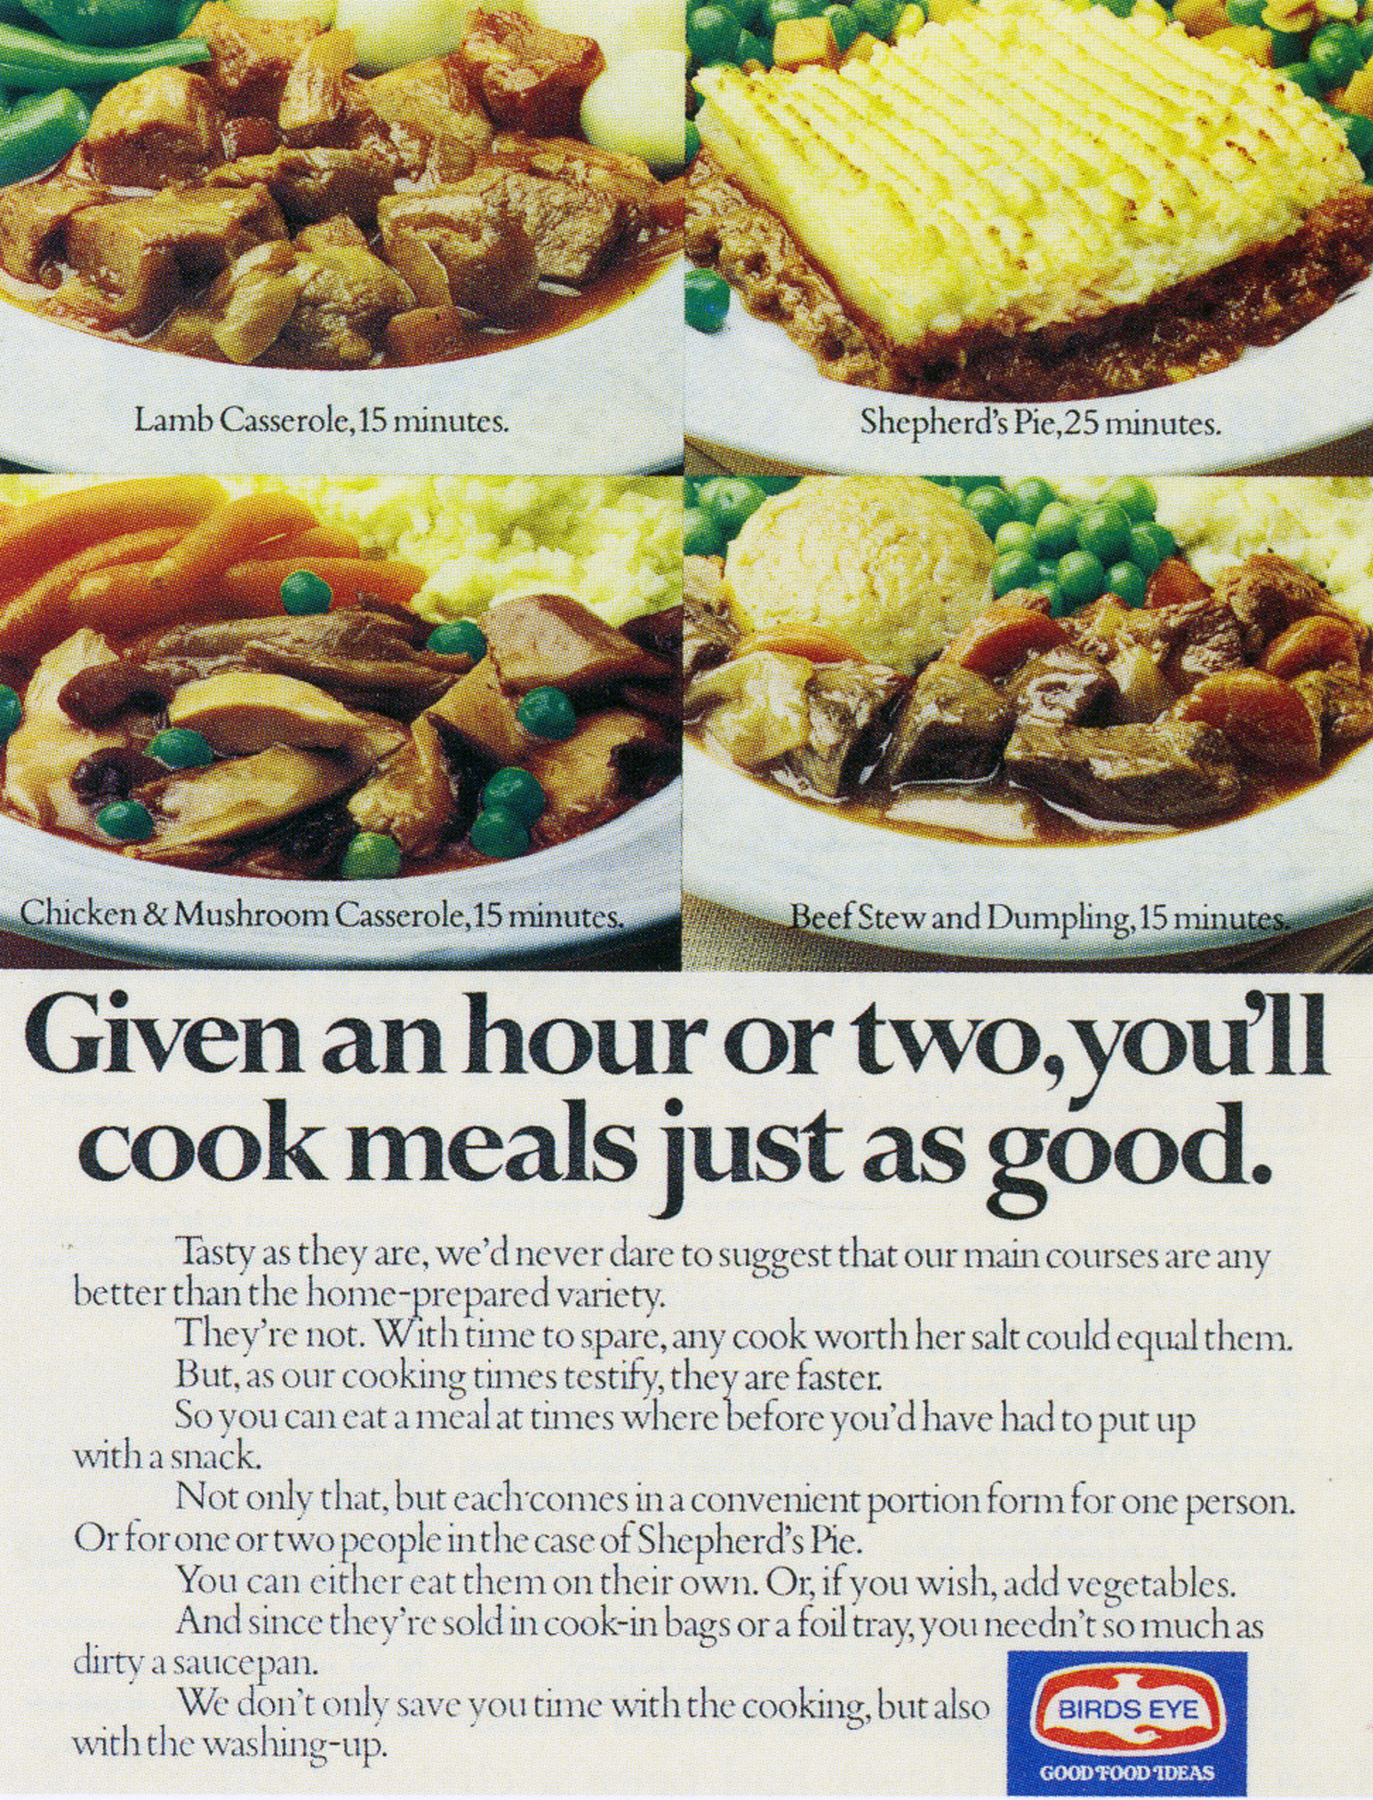 Lamb Casserole, 15 minutes.
Shepherd's Pie, 25 minutes.
Chicken & Mushroom Casserole, 15 minutes.
Beef Stew and Dumpling, 15 minutes.
Given an hour or two, you'll
cook meals just as good.
Tasty as they are, we'd never dare to suggest that our main courses are any
better than the home-prepared variety.
They're not. With time to spare, any cook worth her salt could equal them.
But, as our cooking times testify, they are faster.
So you can eat a meal at times where before you'd have had to put up
with a snack.
Not only that, but each comes in a convenient portion form for one person.
Or for one or two people in the case of Shepherd's Pie.
You can either eat them on their own. Or, if you wish, add vegetables.
And since they're sold in cook-in bags or a foil tray, you needn't so much as
dirty a saucepan.
We don't only save you time with the cooking, but also
with the washing-up.
BIRDS EYE
GOOD FOOD IDEAS